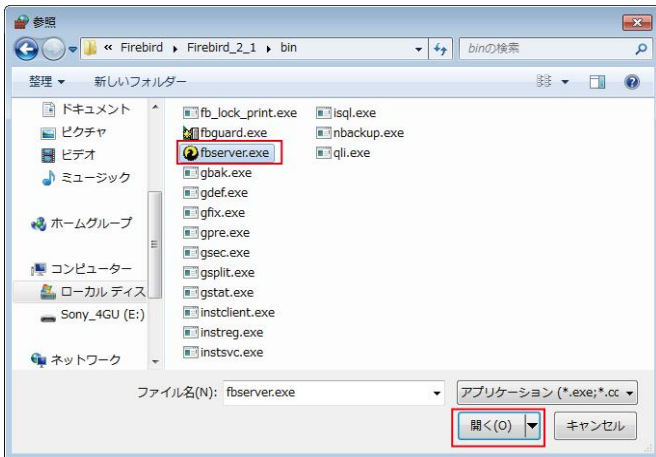 参照
« Firebird ▸ Firebird_2_1 ▸ bin
binの検索
整理 ▼ 新しいフォルダー
ドキュメント
ピクチャ
ビデオ
ミュージック
ホームグループ
コンピューター
ローカル ディス
Sony_4GU (E:)
ネットワーク
fb_lock_print.exe
fbguard.exe
fbserver.exe
gbak.exe
gdef.exe
gfix.exe
gpre.exe
gsec.exe
gsplit.exe
gstat.exe
instclient.exe
instreg.exe
instsvc.exe
isql.exe
nbackup.exe
qli.exe
ファイル名(N): fbserver.exe
アプリケーション (*.exe;*.cc
開く(O)
キャンセル